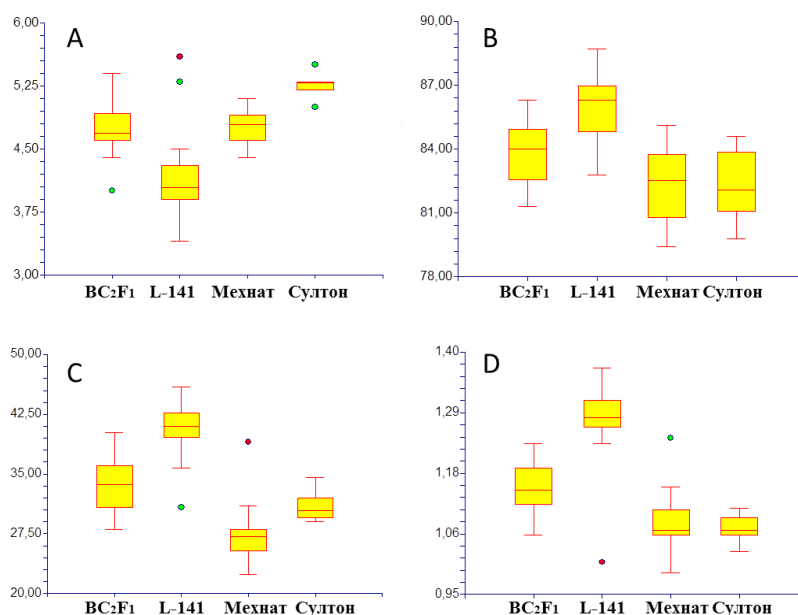 A
6,00
5,25
4,50
3,75
3,00
BC₂F₁ L-141 Мехнат Султон
B
90,00
87,00
84,00
81,00
78,00
BC₂F₁ L-141 Мехнат Султон
C
50,00
42,50
35,00
27,50
20,00
BC₂F₁ L-141 Мехнат Султон
D
1,40
1,29
1,18
1,06
0,95
BC₂F₁ L-141 Мехнат Султон